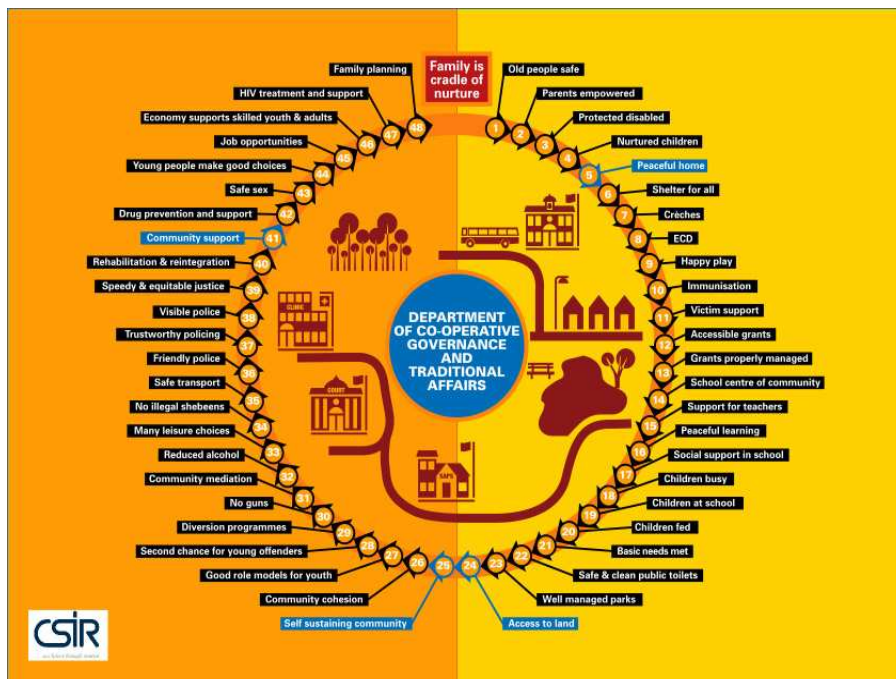 Family is
cradle of
nurture
Old people safe
1
Parents empowered
2
Protected disabled
3
Nurtured children
4
Peaceful home
5
Shelter for all
6
Crèches
7
ECD
8
Happy play
9
Immunisation
10
Victim support
11
Accessible grants
12
Grants properly managed
13
School centre of community
14
Support for teachers
15
Peaceful learning
16
Social support in school
17
Children busy
18
Children at school
19
Children fed
20
Basic needs met
21
Safe & clean public toilets
22
Well managed parks
23
Access to land
24
Self sustaining community
25
Community cohesion
26
Good role models for youth
27
Second chance for young offenders
28
Diversion programmes
29
No guns
30
Community mediation
31
Reduced alcohol
32
Many leisure choices
33
No illegal shebeens
34
Safe transport
35
Friendly police
36
Trustworthy policing
37
Visible police
38
Speedy & equitable justice
39
Rehabilitation & reintegration
40
Community support
41
Drug prevention and support
42
Safe sex
43
Young people make good choices
44
Job opportunities
45
Economy supports skilled youth & adults
46
HIV treatment and support
47
Family planning
48
DEPARTMENT
OF CO-OPERATIVE
GOVERNANCE
AND
TRADITIONAL
AFFAIRS
CLINIC
COURT
SAPS
CSIR